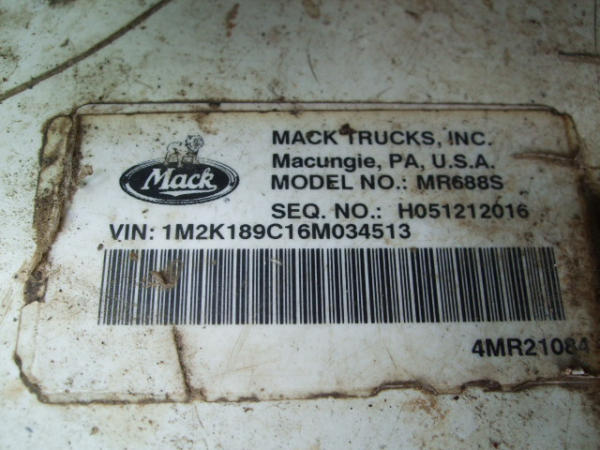 Mack
MACK TRUCKS, INC.
Macungie, PA, U.S.A.
MODEL NO.: MR688S
SEQ. NO.: H051212016
VIN: 1M2K189C16M034513
4MR21084